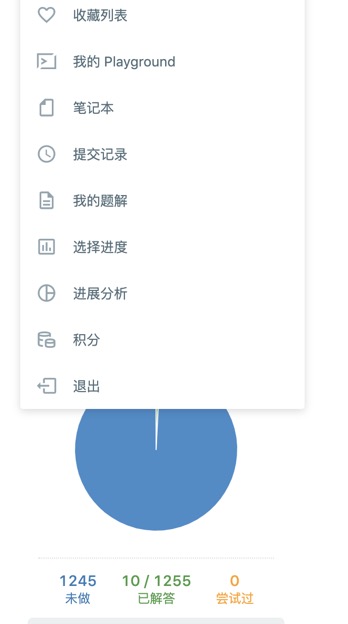 收藏列表
我的 Playground
笔记本
提交记录
我的题解
选择进度
进展分析
积分
退出
1245 10 / 1255 0
未做 已解答 尝试过